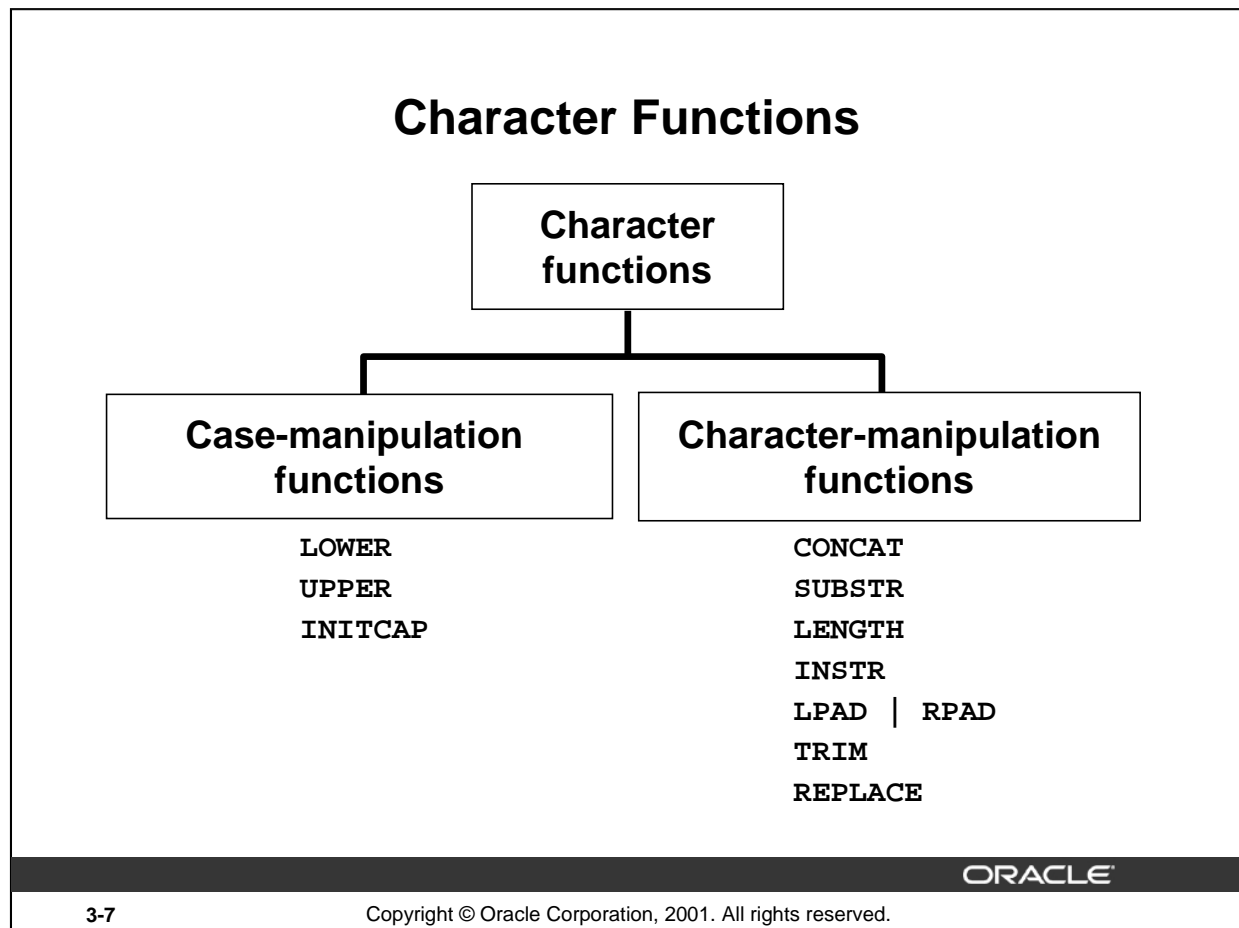 Character Functions
Character
functions
Case-manipulation
functions
LOWER
UPPER
INITCAP
Character-manipulation
functions
CONCAT
SUBSTR
LENGTH
INSTR
LPAD | RPAD
TRIM
REPLACE
ORACLE®
3-7 Copyright © Oracle Corporation, 2001. All rights reserved.